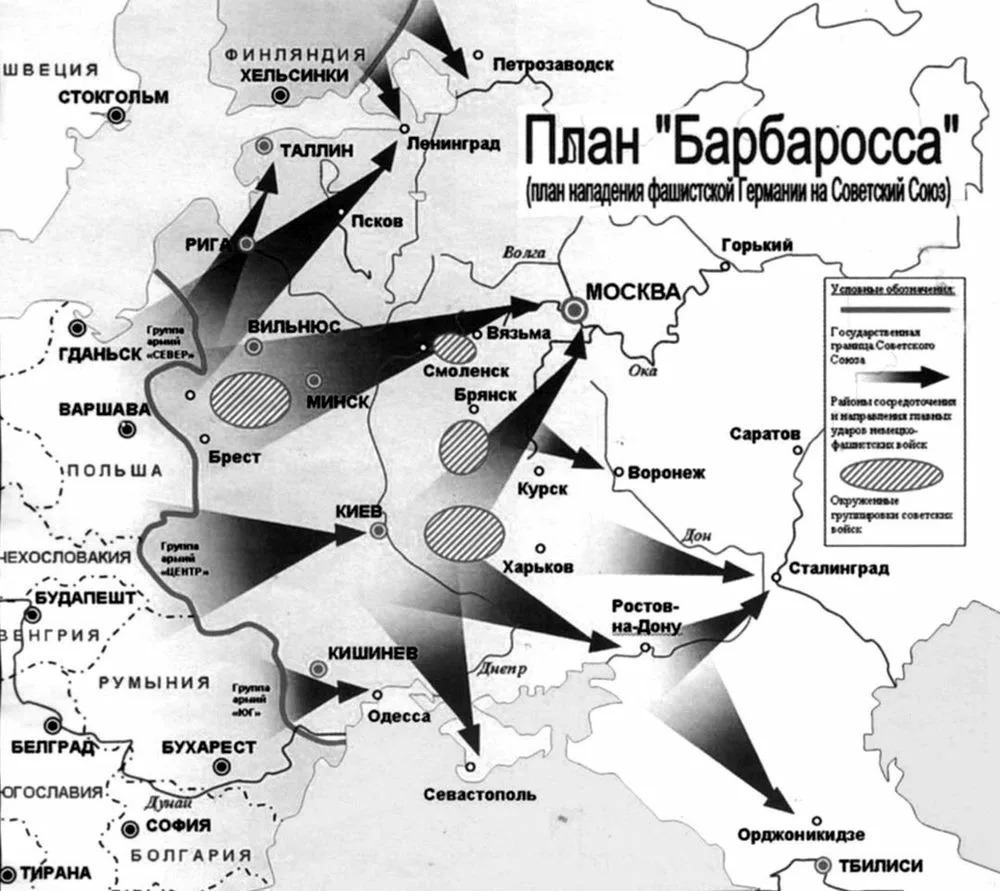 План "Барбаросса"
(план нападения фашистской Германии на Советский Союз)
ШВЕЦИЯ
СТОКГОЛЬМ
ФИНЛЯНДИЯ
ХЕЛЬСИНКИ
Петрозаводск
ТАЛЛИН
Ленинград
Псков
РИГА
Волга
Горький
МОСКВА
Группа
армий
«СЕВЕР»
ВИЛЬНЮС
Вязьма
ГДАНЬСК
Смоленск
Ока
МИНСК
Брянск
ВАРШАВА
Брест
Саратов
ПОЛЬША
Курск
Воронеж
КИЕВ
Дон
Группа
армий
«ЦЕНТР»
ЧЕХОСЛОВАКИЯ
Харьков
Сталинград
БУДАПЕШТ
Ростов-
на-Дону
ВЕНГРИЯ
КИШИНЕВ
Днепр
РУМЫНИЯ
Группа
армий
«ЮГ»
Одесса
БЕЛГРАД
БУХАРЕСТ
Севастополь
ЮГОСЛАВИЯ
Дунай
СОФИЯ
Орджоникидзе
БОЛГАРИЯ
ТИРАНА
ТБИЛИСИ
Условные обозначения:
Государственная
граница Советского
Союза
Районы сосредоточения
и направления главных
ударов немецко-
фашистских войск
Окруженные
группировки советских
войск